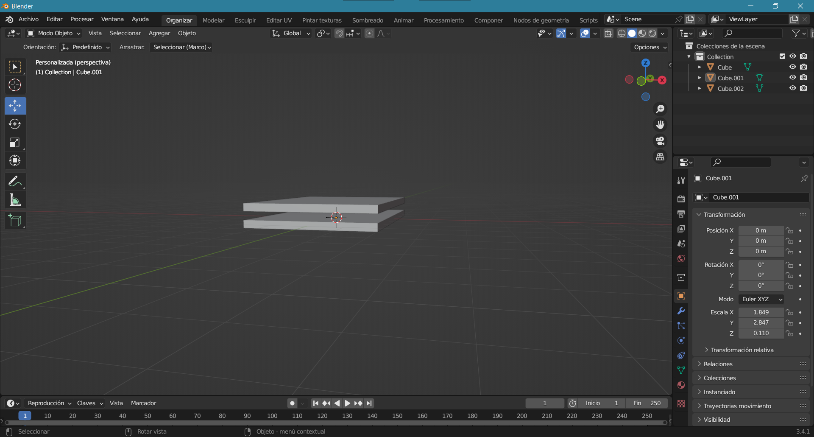 Blender
Archivo Editar Procesar Ventana Ayuda Organizar Modelar Esculpir Editar UV Pintar texturas Sombreado Animar Procesamiento Componer Nodos de geometría Scripts Scene ViewLayer
Modo Objeto Vista Seleccionar Agregar Objeto Global
Orientación: Predefinido Arrastrar: Seleccionar (Marco) Opciones
Personalizada (perspectiva)
(1) Collection | Cube.001
Z
Y X
Colecciones de la escena
Collection
Cube
Cube.001
Cube.002
Cube.001
Cube.001
Transformación
Posición X 0 m
Y 0 m
Z 0 m
Rotación X 0°
Y 0°
Z 0°
Modo Euler XYZ
Escala X 1.849
Y 2.847
Z 0.110
Transformación relativa
Relaciones
Colecciones
Instanciado
Trayectorias movimiento
Visibilidad
Reproducción Claves Vista Marcador 1 Inicio 1 Fin 250
1 10 20 30 40 50 60 70 80 90 100 110 120 130 140 150 160 170 180 190 200 210 220 230 240 250
Seleccionar Rotar vista Objeto - menú contextual 3.4.1